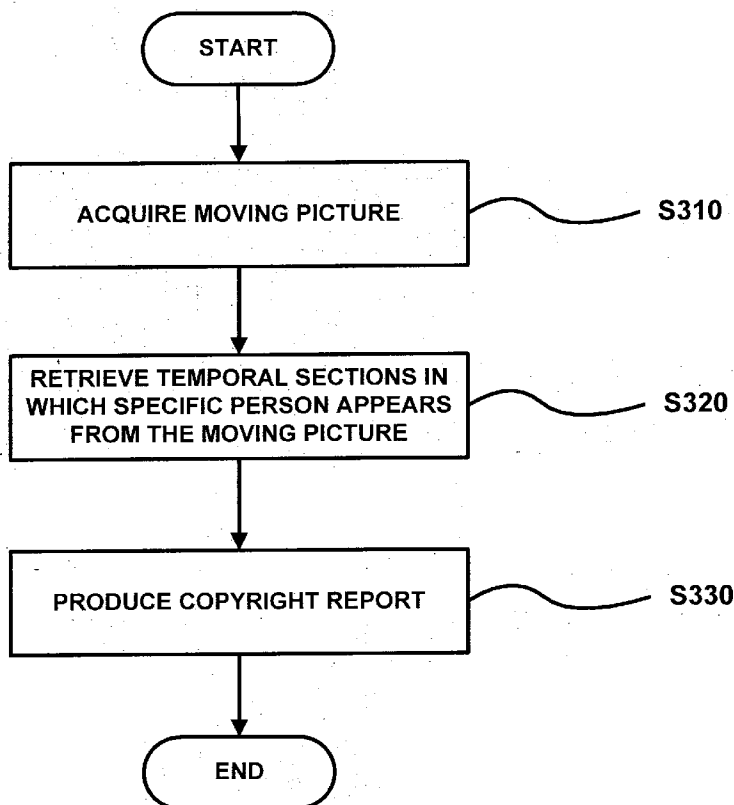 START
ACQUIRE MOVING PICTURE
S310
RETRIEVE TEMPORAL SECTIONS IN
WHICH SPECIFIC PERSON APPEARS
FROM THE MOVING PICTURE
S320
PRODUCE COPYRIGHT REPORT
S330
END